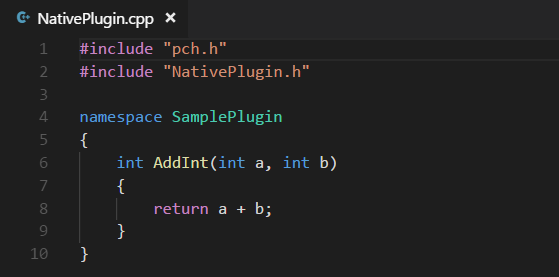 NativePlugin.cpp ×
1 #include "pch.h"
2 #include "NativePlugin.h"
3
4 namespace SamplePlugin
5 {
6     int AddInt(int a, int b)
7     {
8         return a + b;
9     }
10 }